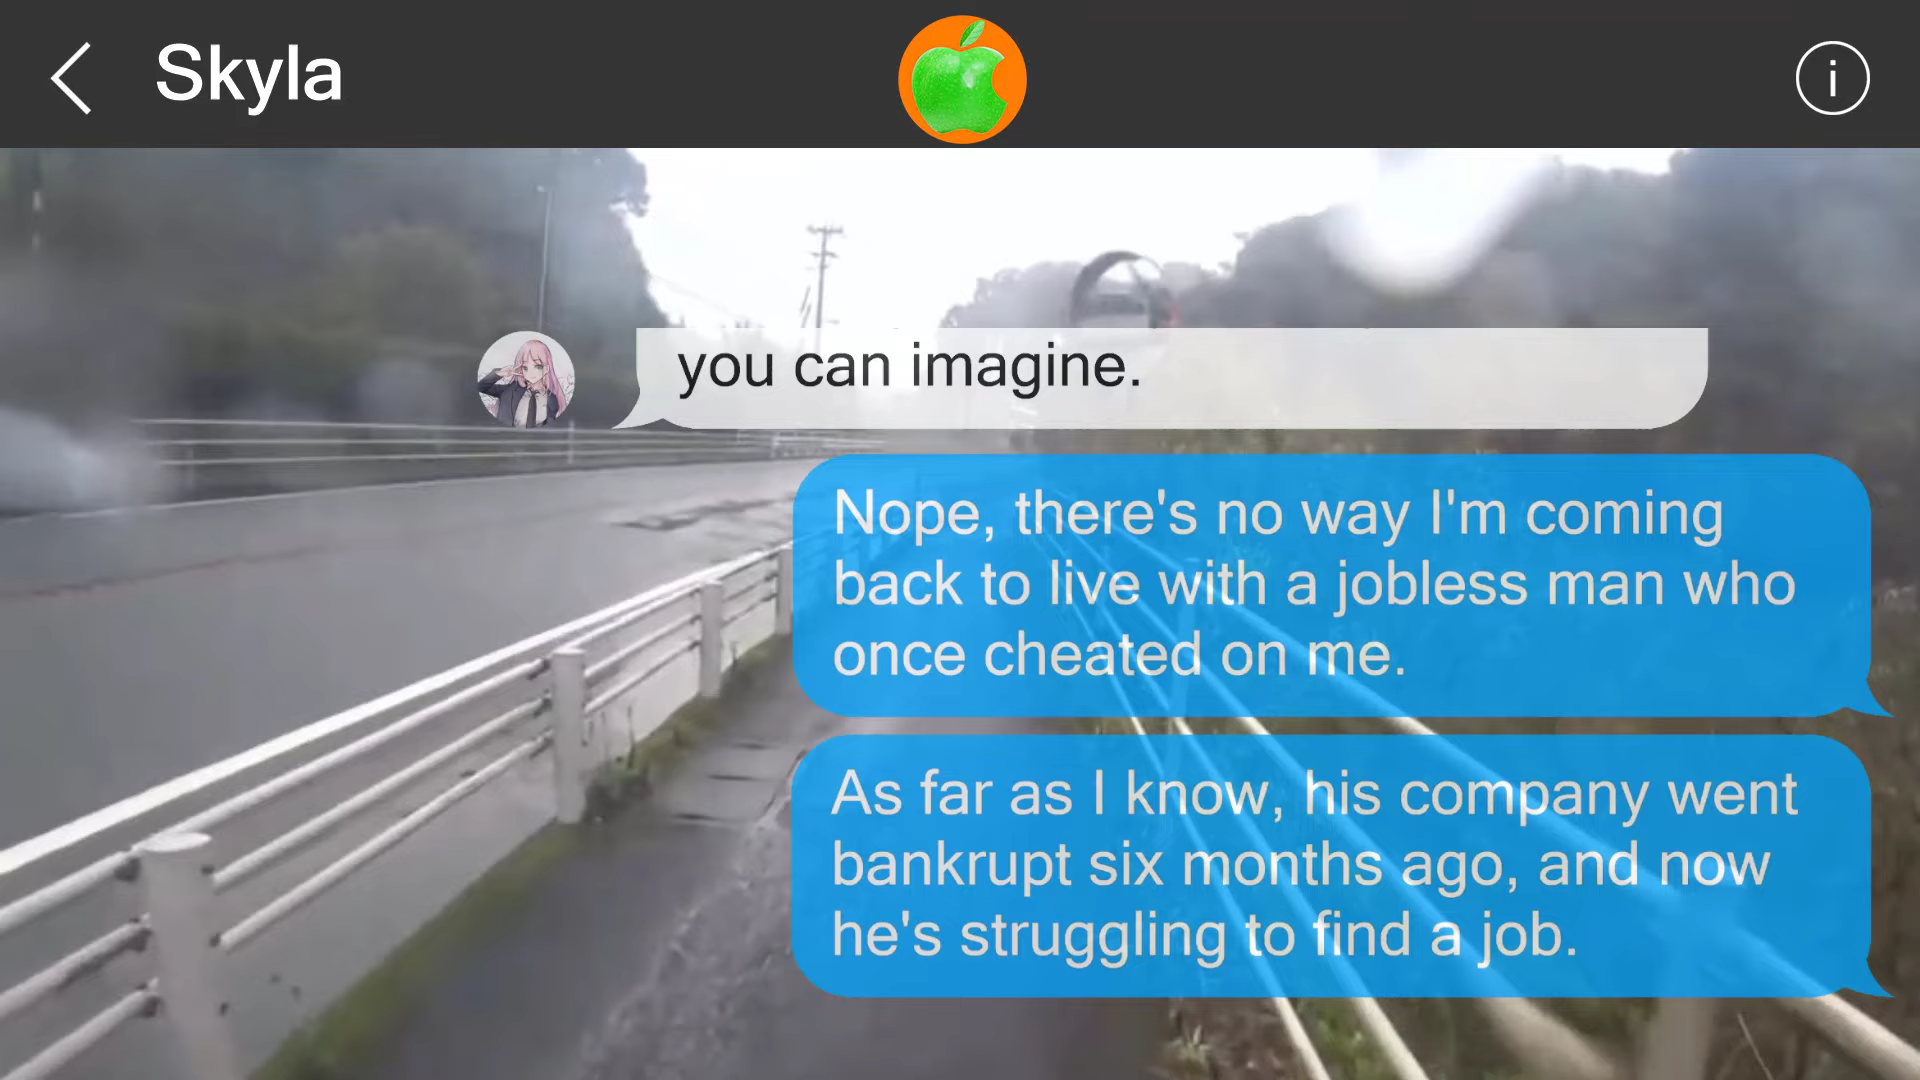 Skyla
i
you can imagine.
Nope, there's no way I'm coming
back to live with a jobless man who
once cheated on me.
As far as I know, his company went
bankrupt six months ago, and now
he's struggling to find a job.